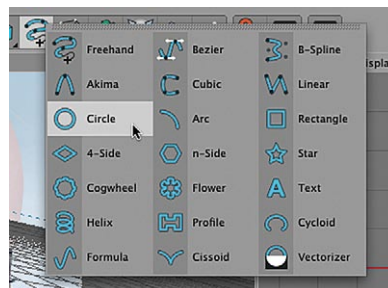 Freehand Bezier B-Spline
Akima Cubic Linear
Circle Arc Rectangle
4-Side n-Side Star
Cogwheel Flower Text
Helix Profile Cycloid
Formula Cissoid Vectorizer